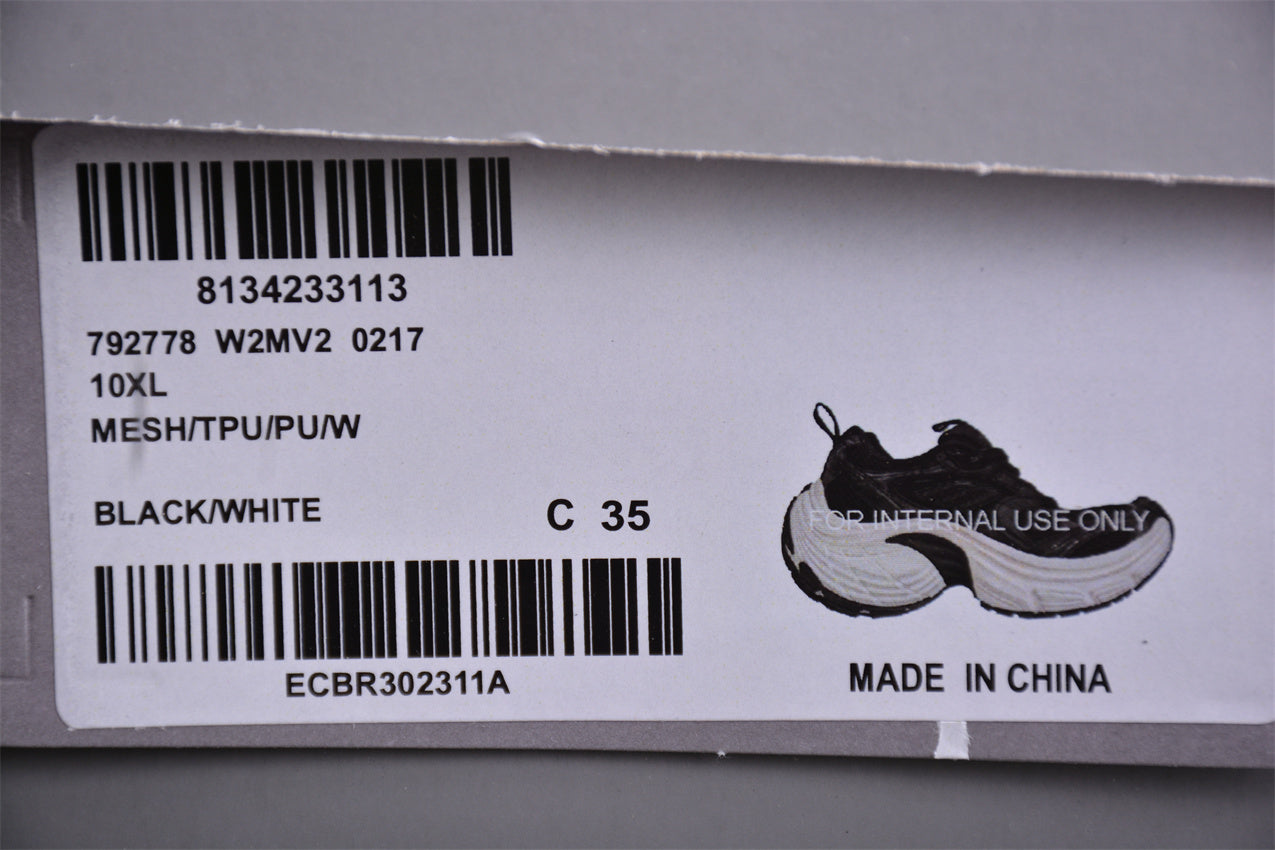 8134233113
792778 W2MV2 0217
10XL
MESH/TPU/PU/W
BLACK/WHITE
C 35
FOR INTERNAL USE ONLY
ECBR302311A
MADE IN CHINA